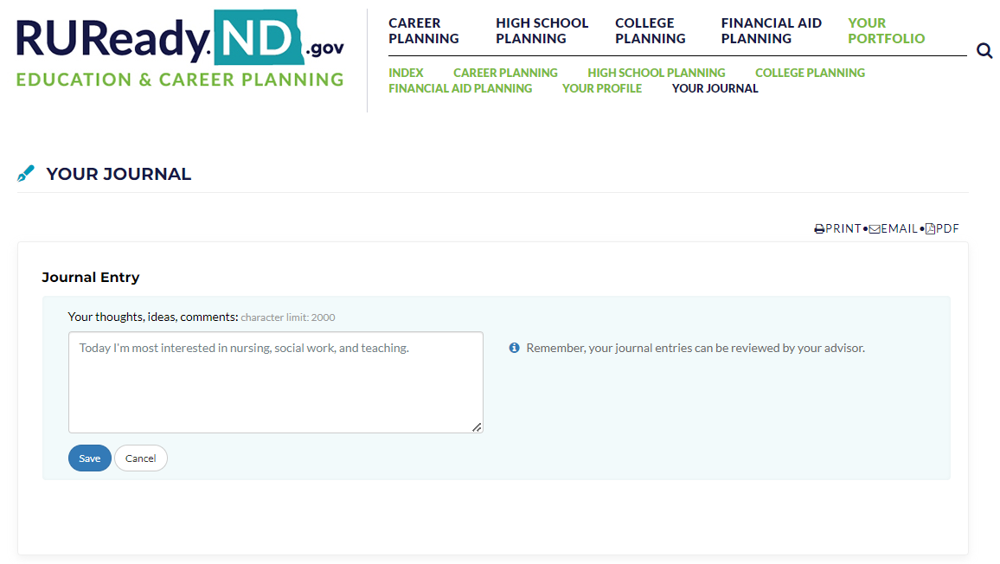 RUReady.ND.gov
EDUCATION & CAREER PLANNING
CAREER PLANNING
HIGH SCHOOL PLANNING
COLLEGE PLANNING
FINANCIAL AID PLANNING
YOUR PORTFOLIO
INDEX CAREER PLANNING HIGH SCHOOL PLANNING COLLEGE PLANNING
FINANCIAL AID PLANNING YOUR PROFILE YOUR JOURNAL
YOUR JOURNAL
PRINT•EMAIL•PDF
Journal Entry
Your thoughts, ideas, comments: character limit: 2000
Today I'm most interested in nursing, social work, and teaching.
Remember, your journal entries can be reviewed by your advisor.
Save Cancel